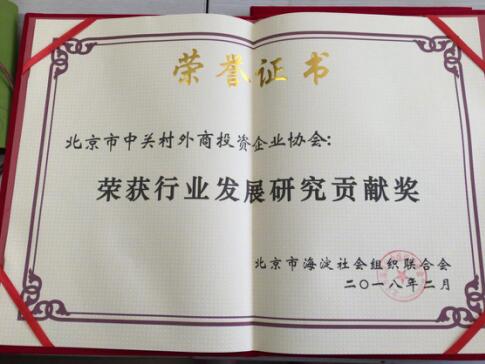 荣誉证书
北京市中关村外商投资企业协会:
荣获行业发展研究贡献奖
北京市海淀社会组织联合会
二〇一八年二月